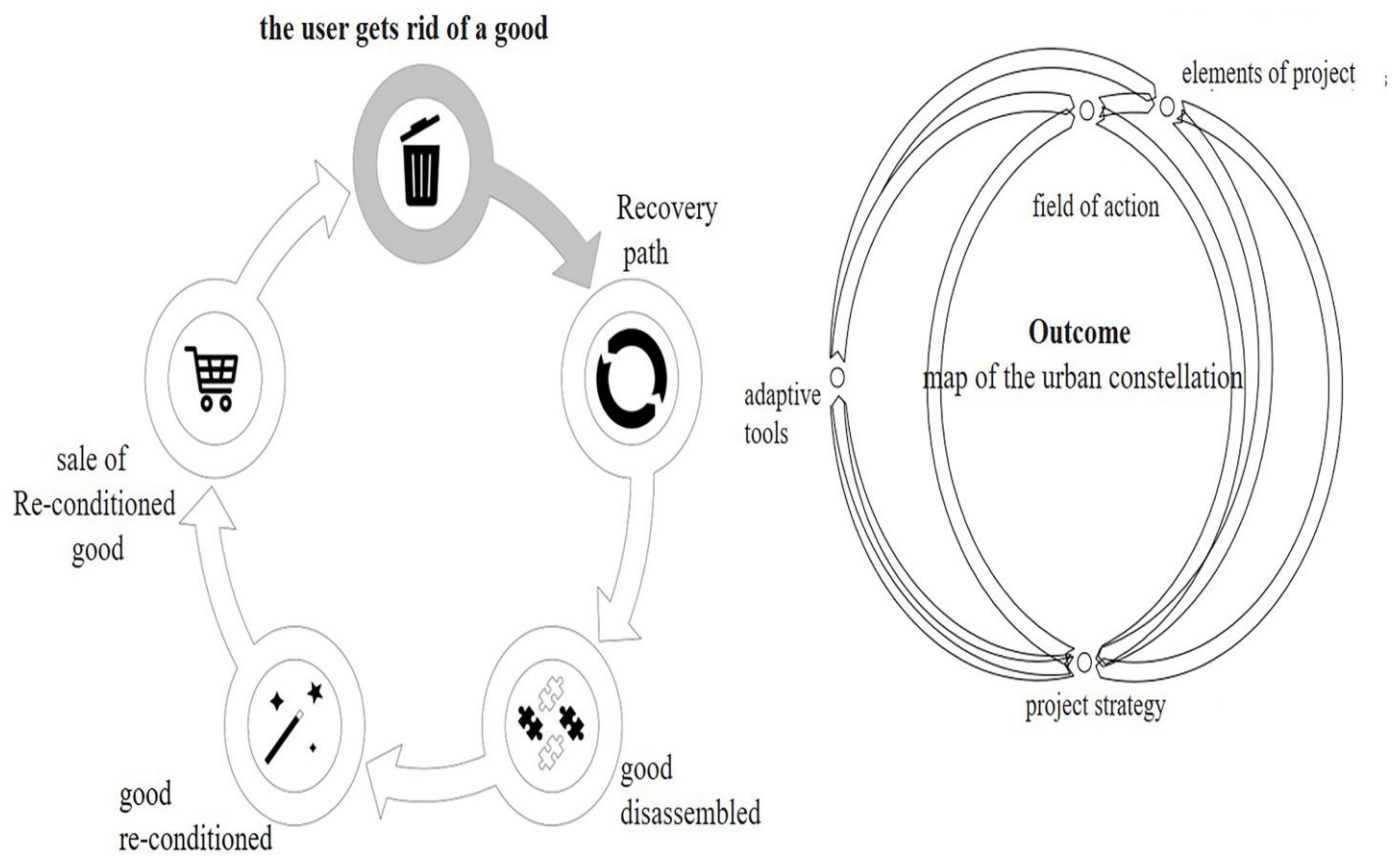 the user gets rid of a good
Recovery
path
good
disassembled
good
re-conditioned
sale of
Re-conditioned
good
elements of project
s
field of action
Outcome
map of the urban constellation
adaptive
tools
project strategy